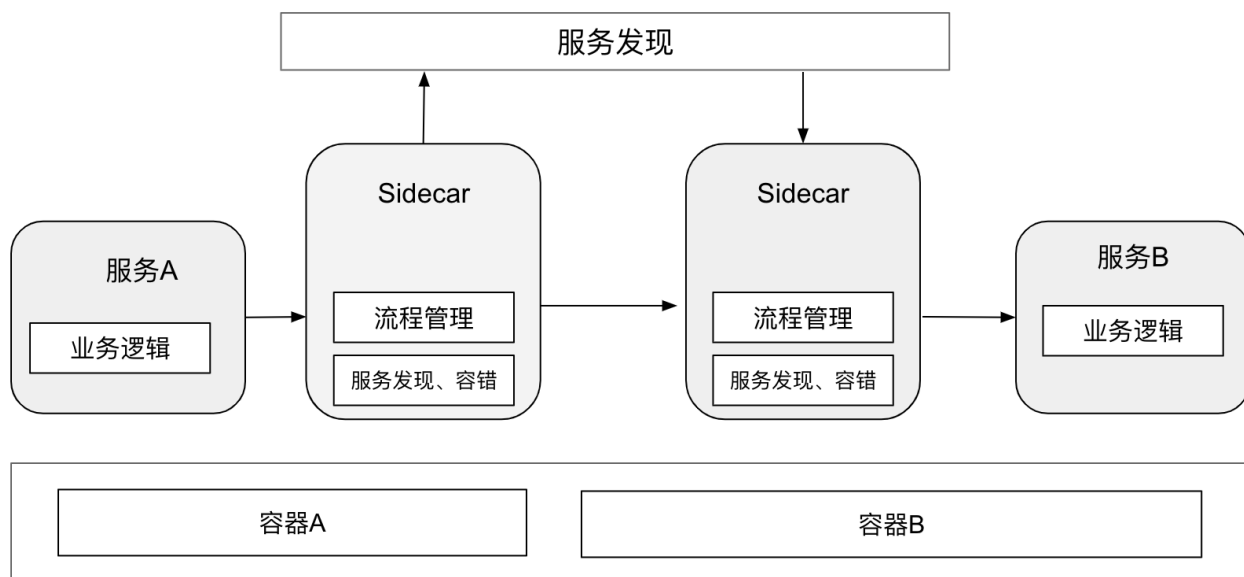 服务发现
Sidecar
Sidecar
服务A
业务逻辑
流程管理
服务发现、容错
流程管理
服务发现、容错
服务B
业务逻辑
容器A
容器B